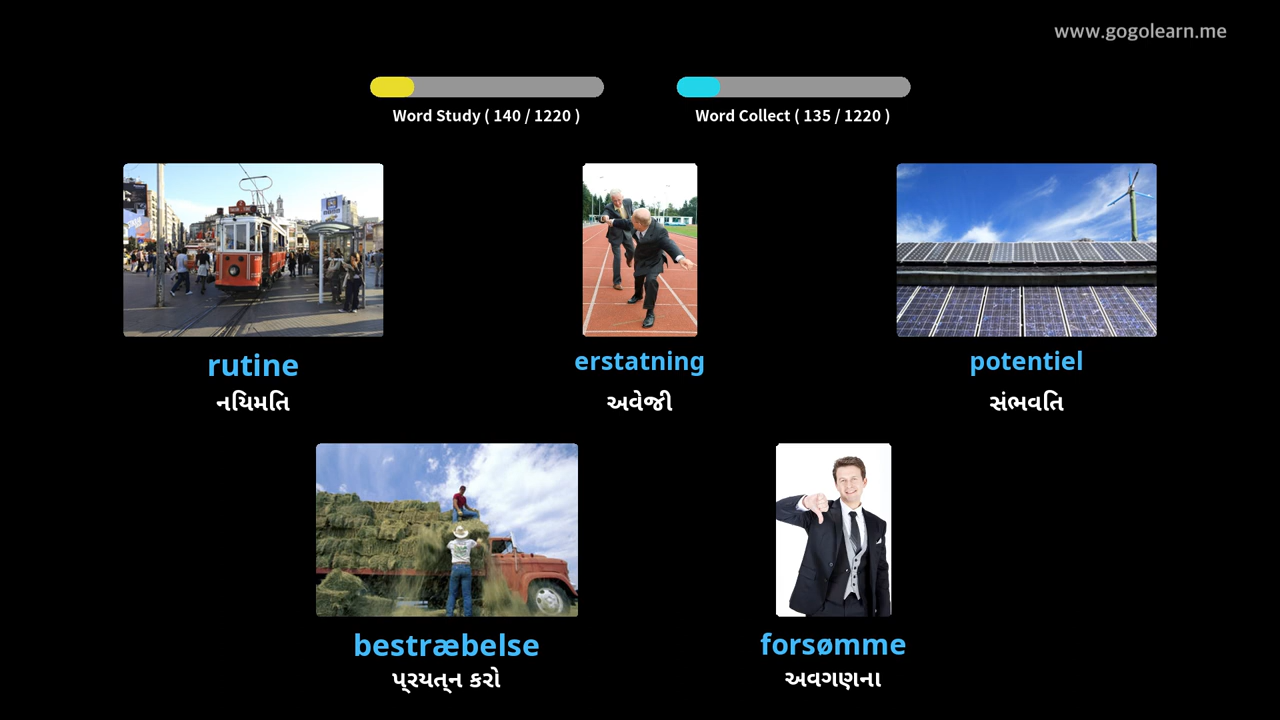 www.gogolearn.me
Word Study ( 140 / 1220 )
Word Collect ( 135 / 1220 )
rutine
erstatning
potentiel
નિયમિત
અવેજી
સંભવિત
bestræbelse
forsømme
પ્રયત્ન કરો
અવગણના